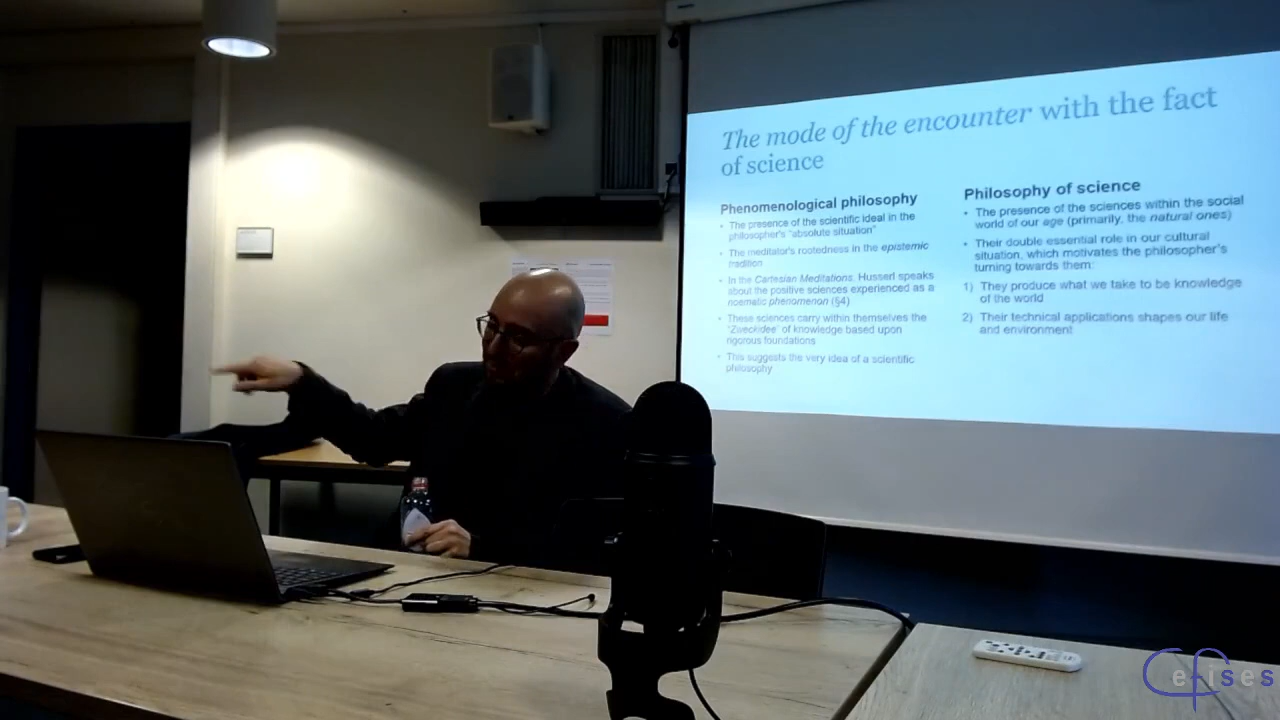 The mode of the encounter with the fact
of science
Phenomenological philosophy
• The presence of the scientific ideal in the
philosopher's "absolute situation"
• The meditator's rootedness in the epistemic
tradition
• In the Cartesian Meditations, Husserl speaks
about the positive sciences experienced as a
noematic phenomenon (§4)
• These sciences carry within themselves the
"Zweckidee" of knowledge based upon
rigorous foundations
• This suggests the very idea of a scientific
philosophy
Philosophy of science
• The presence of the sciences within the social
world of our age (primarily, the natural ones)
• Their double essential role in our cultural
situation, which motivates the philosopher's
turning towards them:
1) They produce what we take to be knowledge
of the world
2) Their technical applications shapes our life
and environment
Cefises